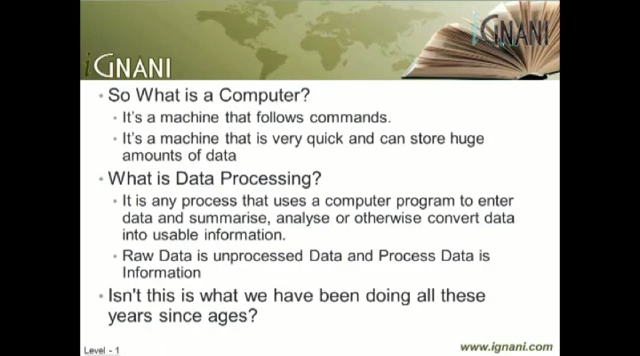 iGNANI
iGNANI
So What is a Computer?
It's a machine that follows commands.
It's a machine that is very quick and can store huge
amounts of data
What is Data Processing?
It is any process that uses a computer program to enter
data and summarise, analyse or otherwise convert data
into usable information.
Raw Data is unprocessed Data and Process Data is
Information
Isn't this is what we have been doing all these
years since ages?
Level - 1
www.ignani.com